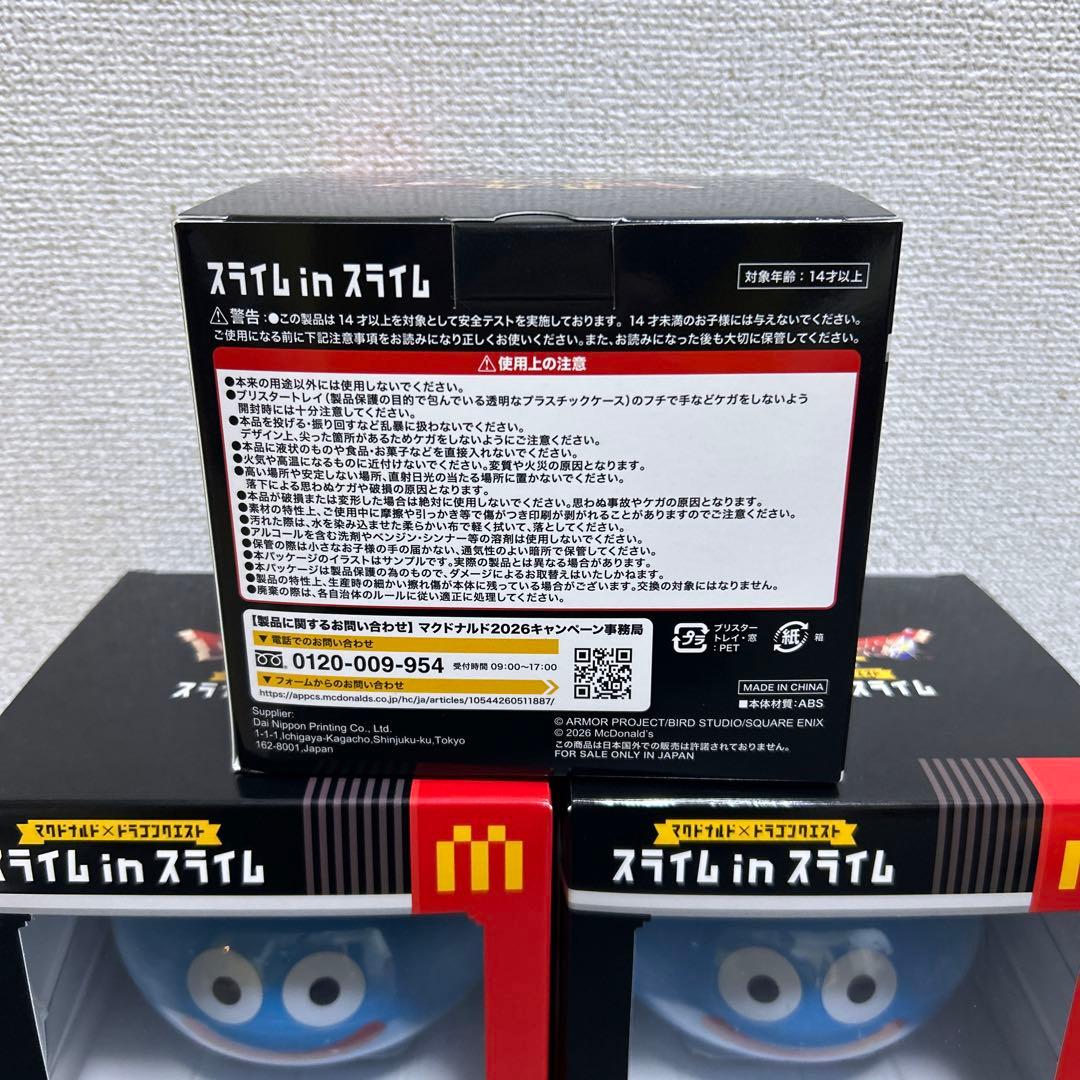 スライム in スライム
対象年齢：14才以上
警告：●この製品は14才以上を対象として安全テストを実施しております。14才未満のお子様には与えないでください。
ご使用になる前に下記注意事項をお読みになり正しくお使いください。また、お読みになった後も大切に保管してください。
使用上の注意
●本来の用途以外には使用しないでください。
●ブリスタートレイ（製品保護の目的で包んでいる透明なプラスチックケース）のフチで手などケガをしないよう
開封時には十分注意してください。
●本品を投げる・振り回すなど乱暴に扱わないでください。
デザイン上、尖った箇所があるためケガをしないようにご注意ください。
●本品に液状のものや食品・お菓子などを直接入れないでください。
●火気や高温になるものに近付けないでください。変質や火災の原因となります。
●高い場所や安定しない場所、直射日光の当たる場所に置かないでください。
落下による思わぬケガや破損の原因となります。
●本品が破損または変形した場合は絶対に使用しないでください。思わぬ事故やケガの原因となります。
●素材の特性上、ご使用中に摩擦や引っかき等で傷がつき印刷が剥がれることがありますのでご注意ください。
●汚れた際は、水を染み込ませた柔らかい布で軽く拭いて、落としてください。
●アルコールを含む洗剤やベンジン・シンナー等の溶剤は使用しないでください。
●保管の際は小さなお子様の手の届かない、通気性のよい暗所で保管してください。
●本パッケージのイラストはサンプルです。実際の製品とは異なる場合があります。
●本パッケージは製品保護の為のもので、ダメージによるお取替えはいたしかねます。
●製品の特性上、生産時の細かい擦れ傷が本体に残っている場合がございます。交換の対象にはなりません。
●廃棄の際は、各自治体のルールに従い適正に処理してください。
【製品に関するお問い合わせ】マクドナルド2026キャンペーン事務局
▼電話でのお問い合わせ
0120-009-954 受付時間 09:00〜17:00
▼フォームからのお問い合わせ
https://appcs.mcdonalds.co.jp/hc/ja/articles/10544260511887/
プラ
ブリスター
トレイ・窓
：PET
紙
箱
MADE IN CHINA
■本体材質：ABS
Supplier:
Dai Nippon Printing Co., Ltd.
1-1-1,Ichigaya-Kagacho,Shinjuku-ku,Tokyo
162-8001,Japan
© ARMOR PROJECT/BIRD STUDIO/SQUARE ENIX
© 2026 McDonald's
この商品は日本国外での販売は許諾されておりません。
FOR SALE ONLY IN JAPAN
スライム
スライム
マクドナルド×ドラゴンクエスト
スライム in スライム
マクドナルド×ドラゴンクエスト
スライム in スライム